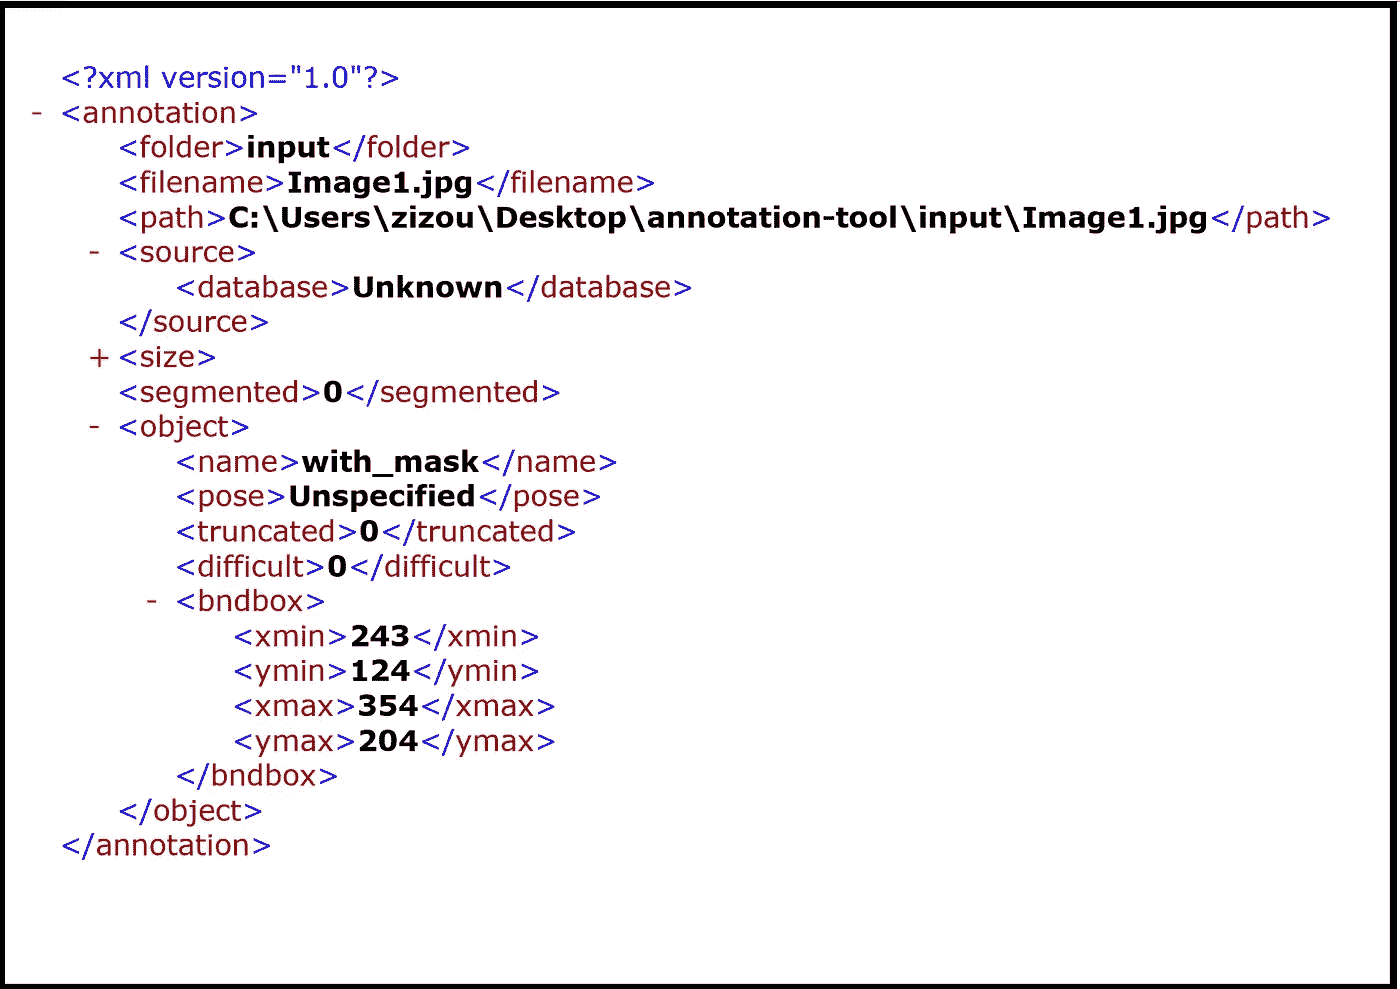 <?xml version="1.0"?>
- <annotation>
<folder>input</folder>
<filename>Image1.jpg</filename>
<path>C:\Users\zizou\Desktop\annotation-tool\input\Image1.jpg</path>
- <source>
<database>Unknown</database>
</source>
+ <size>
<segmented>0</segmented>
- <object>
<name>with_mask</name>
<pose>Unspecified</pose>
<truncated>0</truncated>
<difficult>0</difficult>
- <bndbox>
<xmin>243</xmin>
<ymin>124</ymin>
<xmax>354</xmax>
<ymax>204</ymax>
</bndbox>
</object>
</annotation>